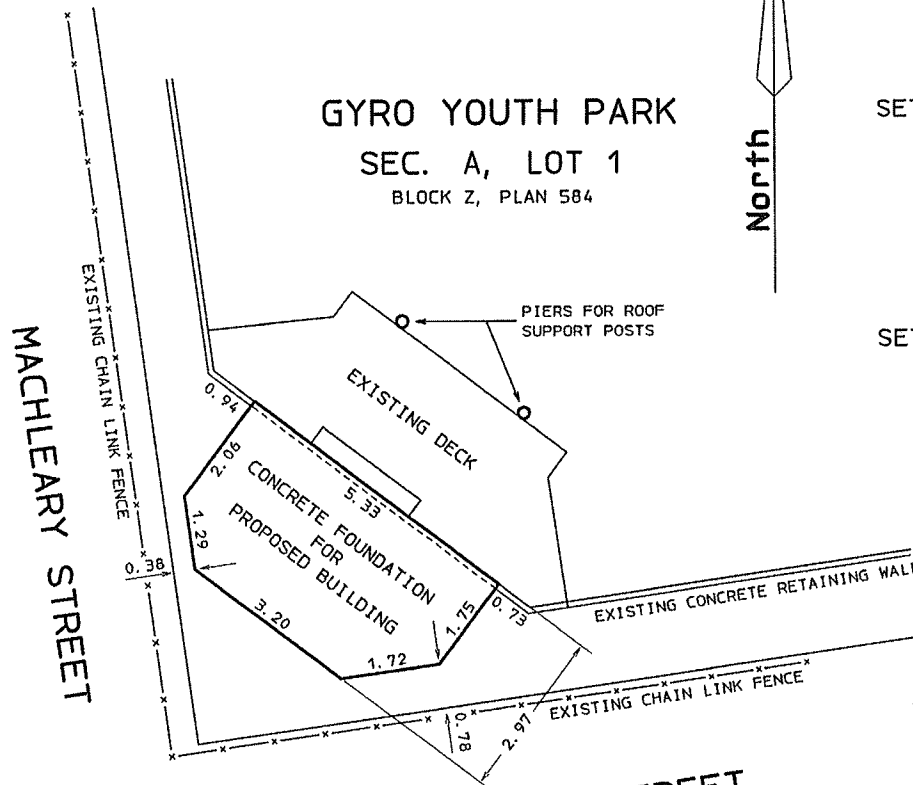 GYRO YOUTH PARK
SEC. A, LOT 1
BLOCK Z, PLAN 584
North
SET
SET
PIERS FOR ROOF
SUPPORT POSTS
EXISTING CHAIN LINK FENCE
MACHLEARY STREET
EXISTING DECK
0.94
2.06
5.33
CONCRETE FOUNDATION
FOR
PROPOSED BUILDING
1.29
0.38
3.20
1.72
1.75
0.73
EXISTING CONCRETE RETAINING WALL
EXISTING CHAIN LINK FENCE
0.78
2.97